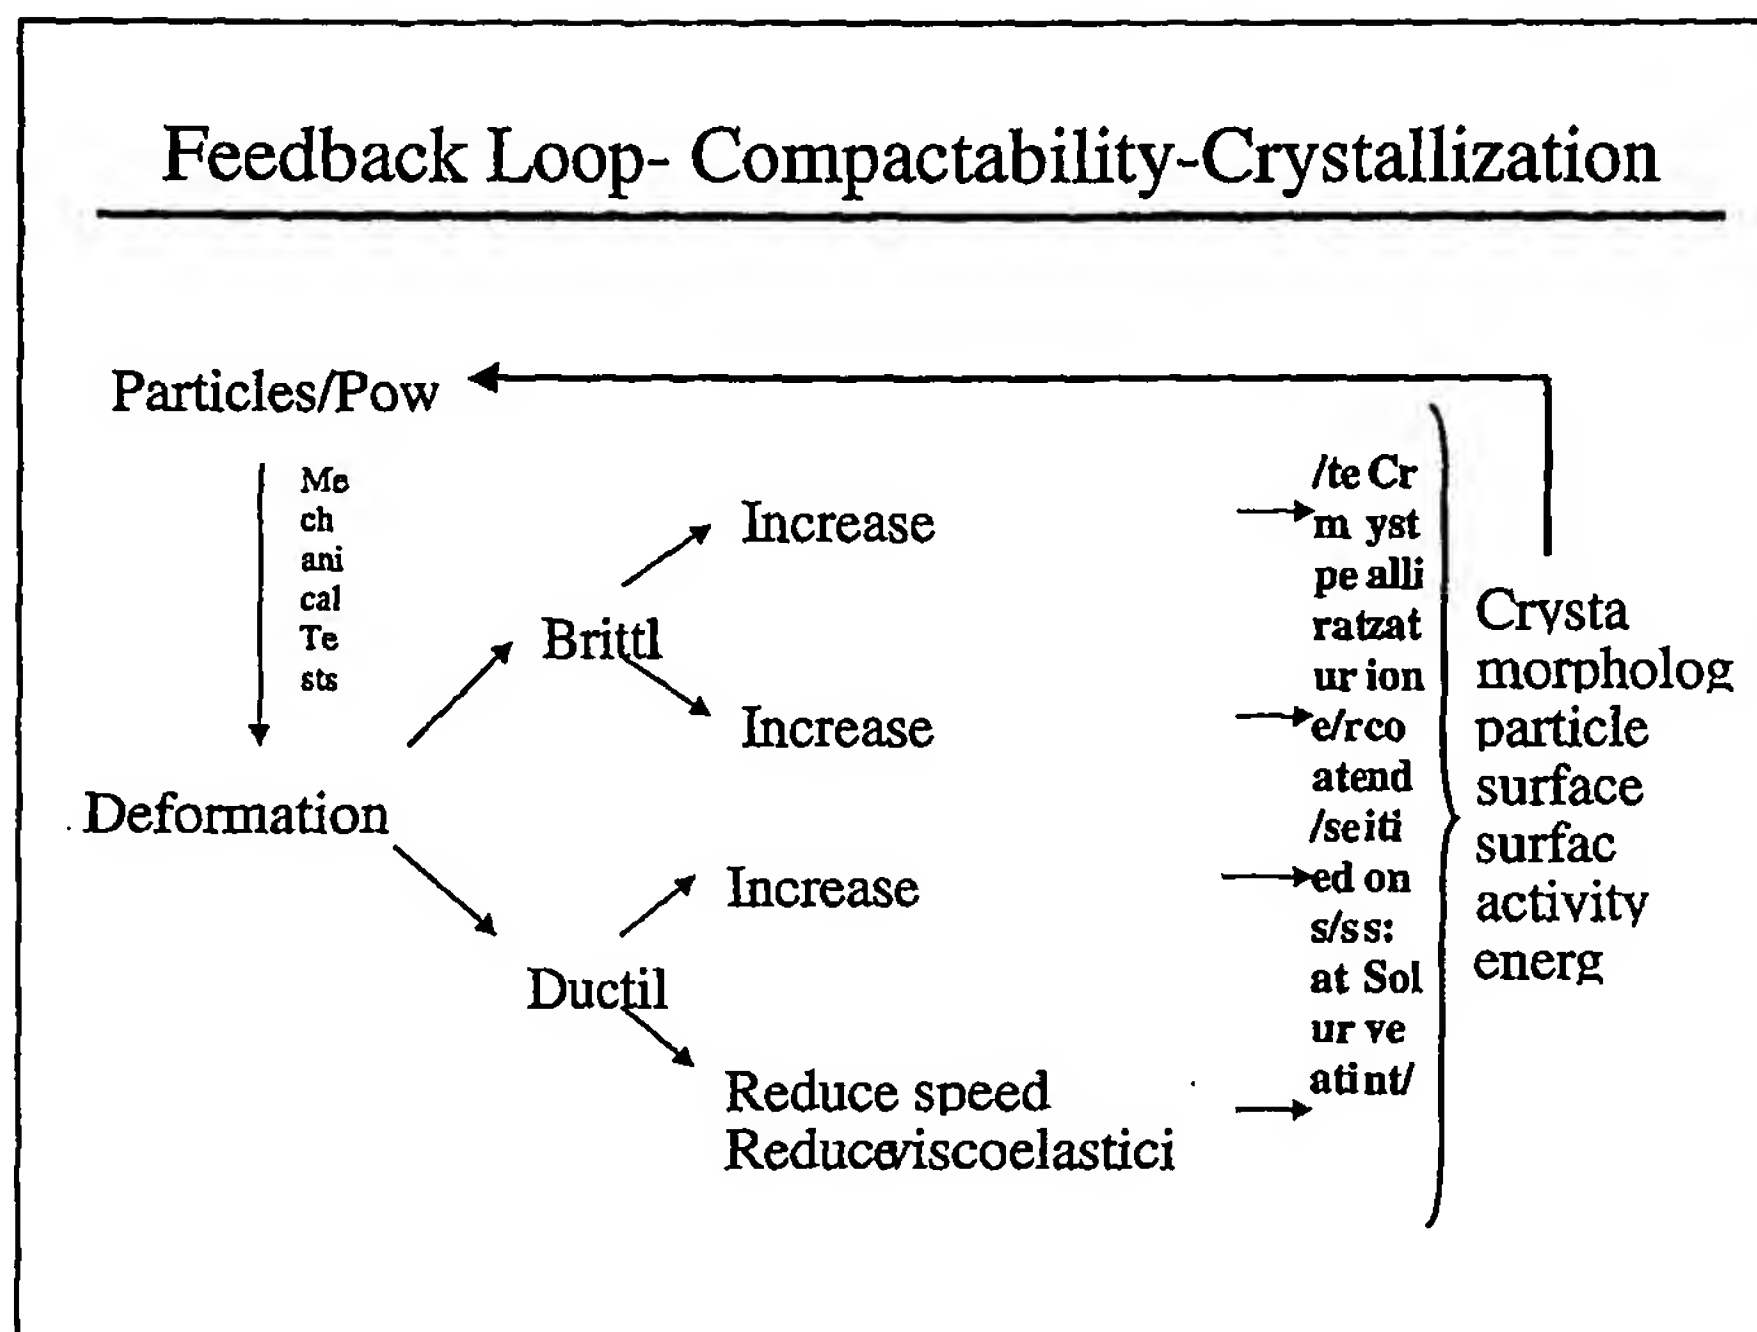 Feedback Loop- Compactability-Crystallization
Particles/Pow
Me
ch
ani
cal
Te
sts
Deformation
Brittl
Ductil
Increase
Increase
Increase
Reduce speed
Reduce viscoelastici
/te Cr
m yst
pe alli
ratzat
ur ion
e/rco
atend
/seiti
ed on
s/ss:
at Sol
ur ve
atint/
Crysta
morpholog
particle
surface
surfac
activity
energ